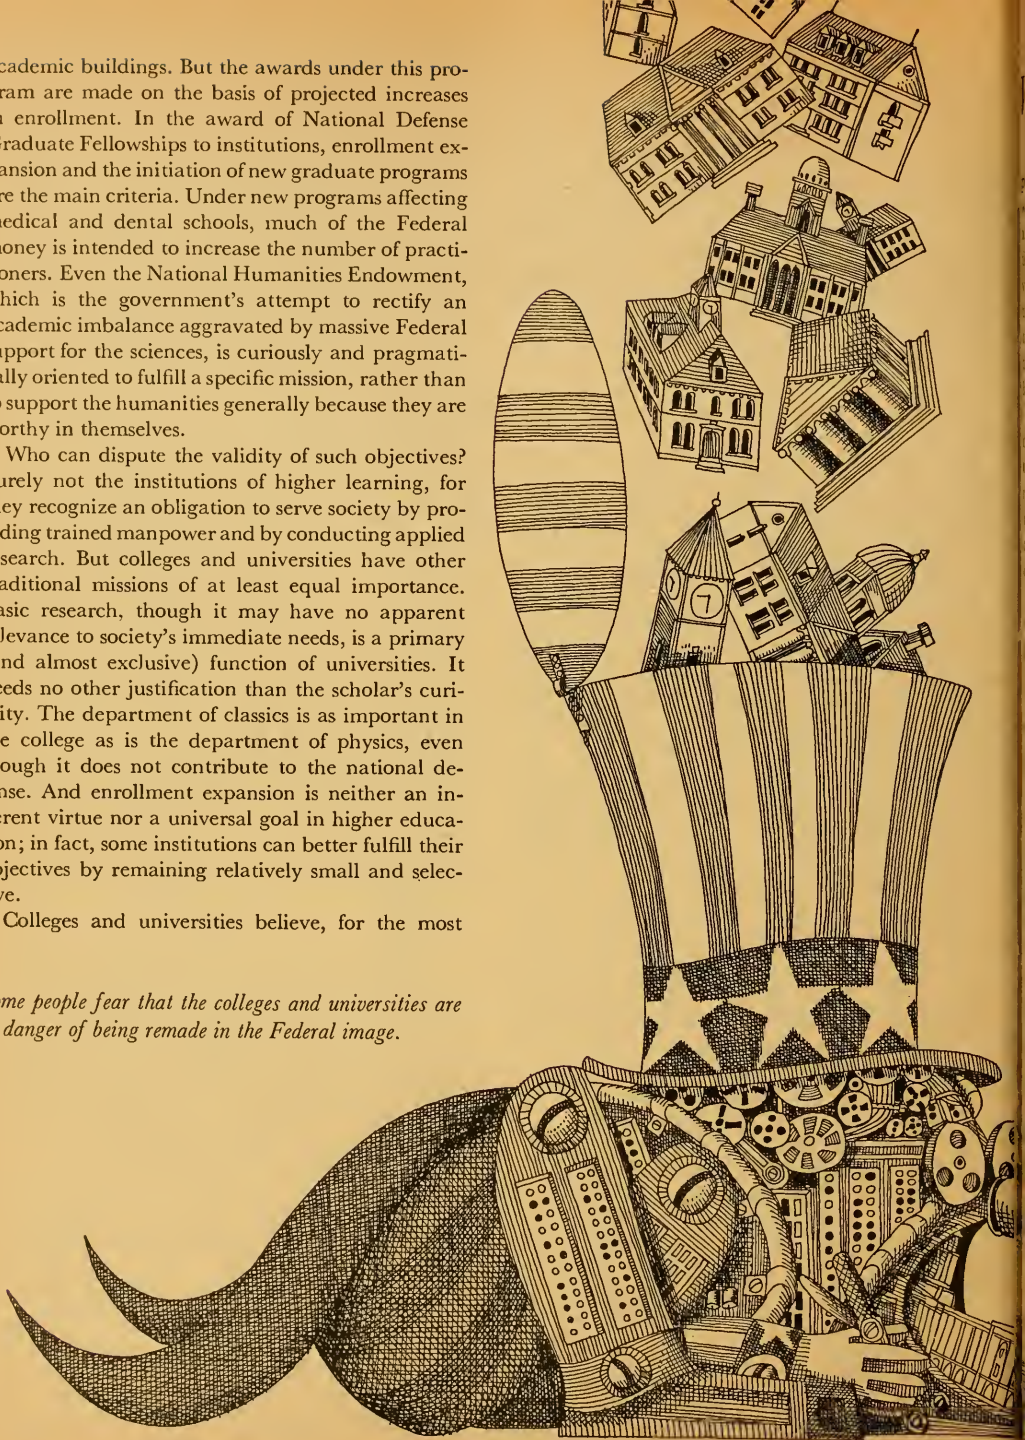 cademic buildings. But the awards under this pro-
ram are made on the basis of projected increases
n enrollment. In the award of National Defense
raduate Fellowships to institutions, enrollment ex-
ansion and the initiation of new graduate programs
re the main criteria. Under new programs affecting
nedical and dental schools, much of the Federal
noney is intended to increase the number of practi-
oners. Even the National Humanities Endowment,
hich is the government's attempt to rectify an
cademic imbalance aggravated by massive Federal
upport for the sciences, is curiously and pragmati-
ally oriented to fulfill a specific mission, rather than
o support the humanities generally because they are
orthy in themselves.
Who can dispute the validity of such objectives?
urely not the institutions of higher learning, for
ey recognize an obligation to serve society by pro-
ding trained manpower and by conducting applied
search. But colleges and universities have other
aditional missions of at least equal importance.
asic research, though it may have no apparent
levance to society's immediate needs, is a primary
nd almost exclusive) function of universities. It
eeds no other justification than the scholar's curi-
ity. The department of classics is as important in
e college as is the department of physics, even
ough it does not contribute to the national de-
nse. And enrollment expansion is neither an in-
erent virtue nor a universal goal in higher educa-
on; in fact, some institutions can better fulfill their
bjectives by remaining relatively small and selec-
ve.
Colleges and universities believe, for the most
me people fear that the colleges and universities are
danger of being remade in the Federal image.